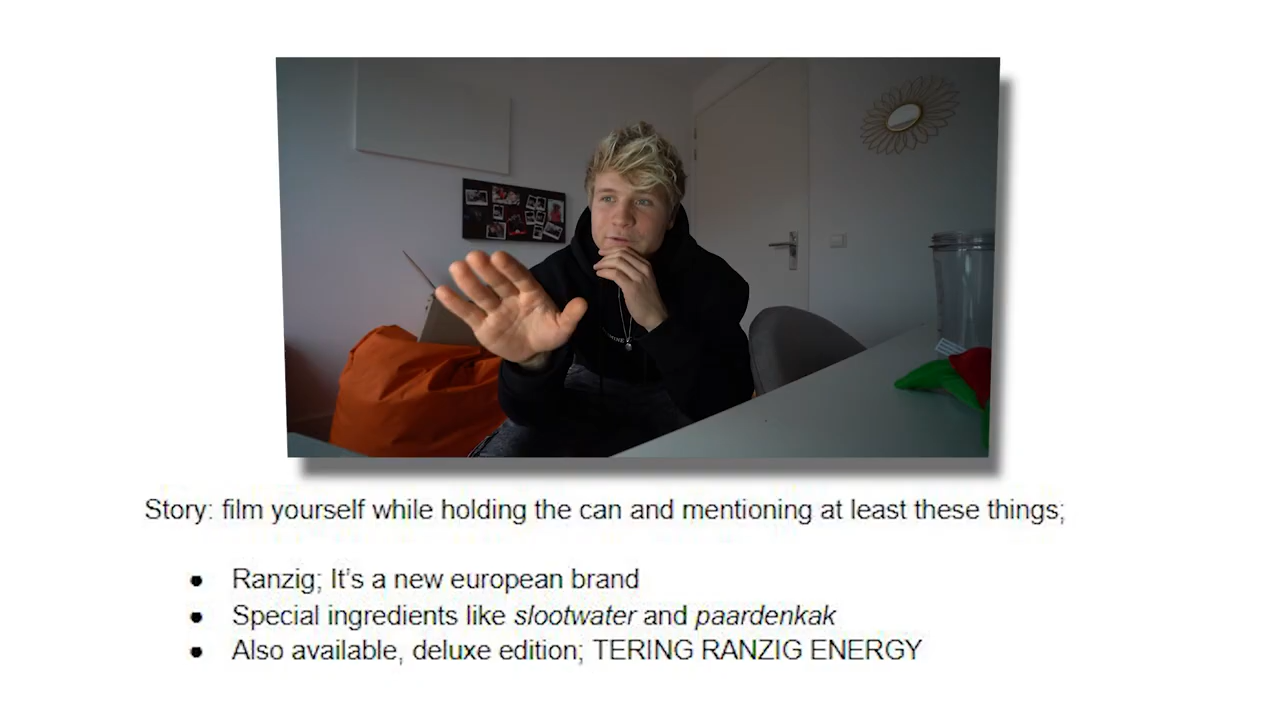 Story: film yourself while holding the can and mentioning at least these things;
● Ranzig; It's a new european brand
● Special ingredients like slootwater and paardenkak
● Also available, deluxe edition; TERING RANZIG ENERGY